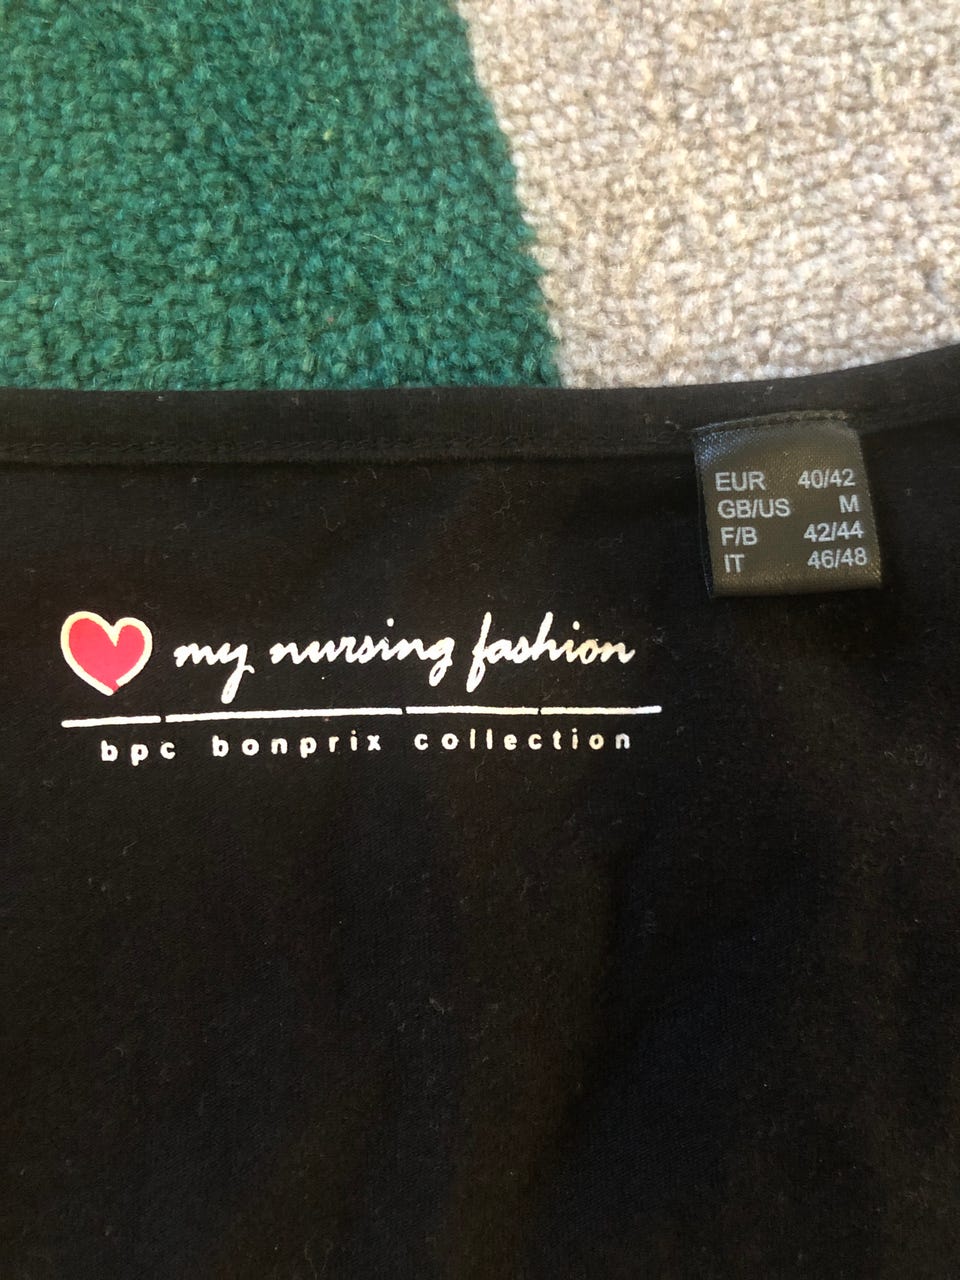 EUR 40/42
GB/US M
F/B 42/44
IT 46/48
my nursing fashion
bpc bonprix collection